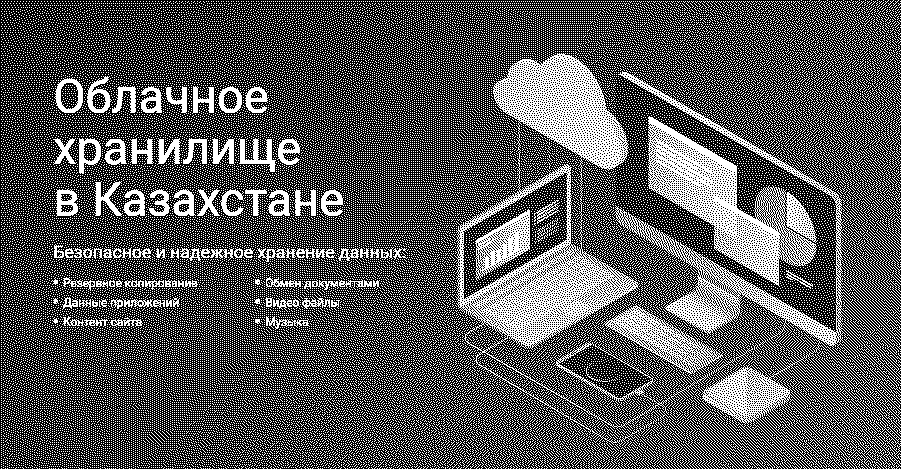 Облачное
хранилище
в Казахстане
Безопасное и надежное хранение данных:
• Резервное копирование
• Обмен документами
• Данные приложений
• Видео файлы
• Контент сайта
• Музыка